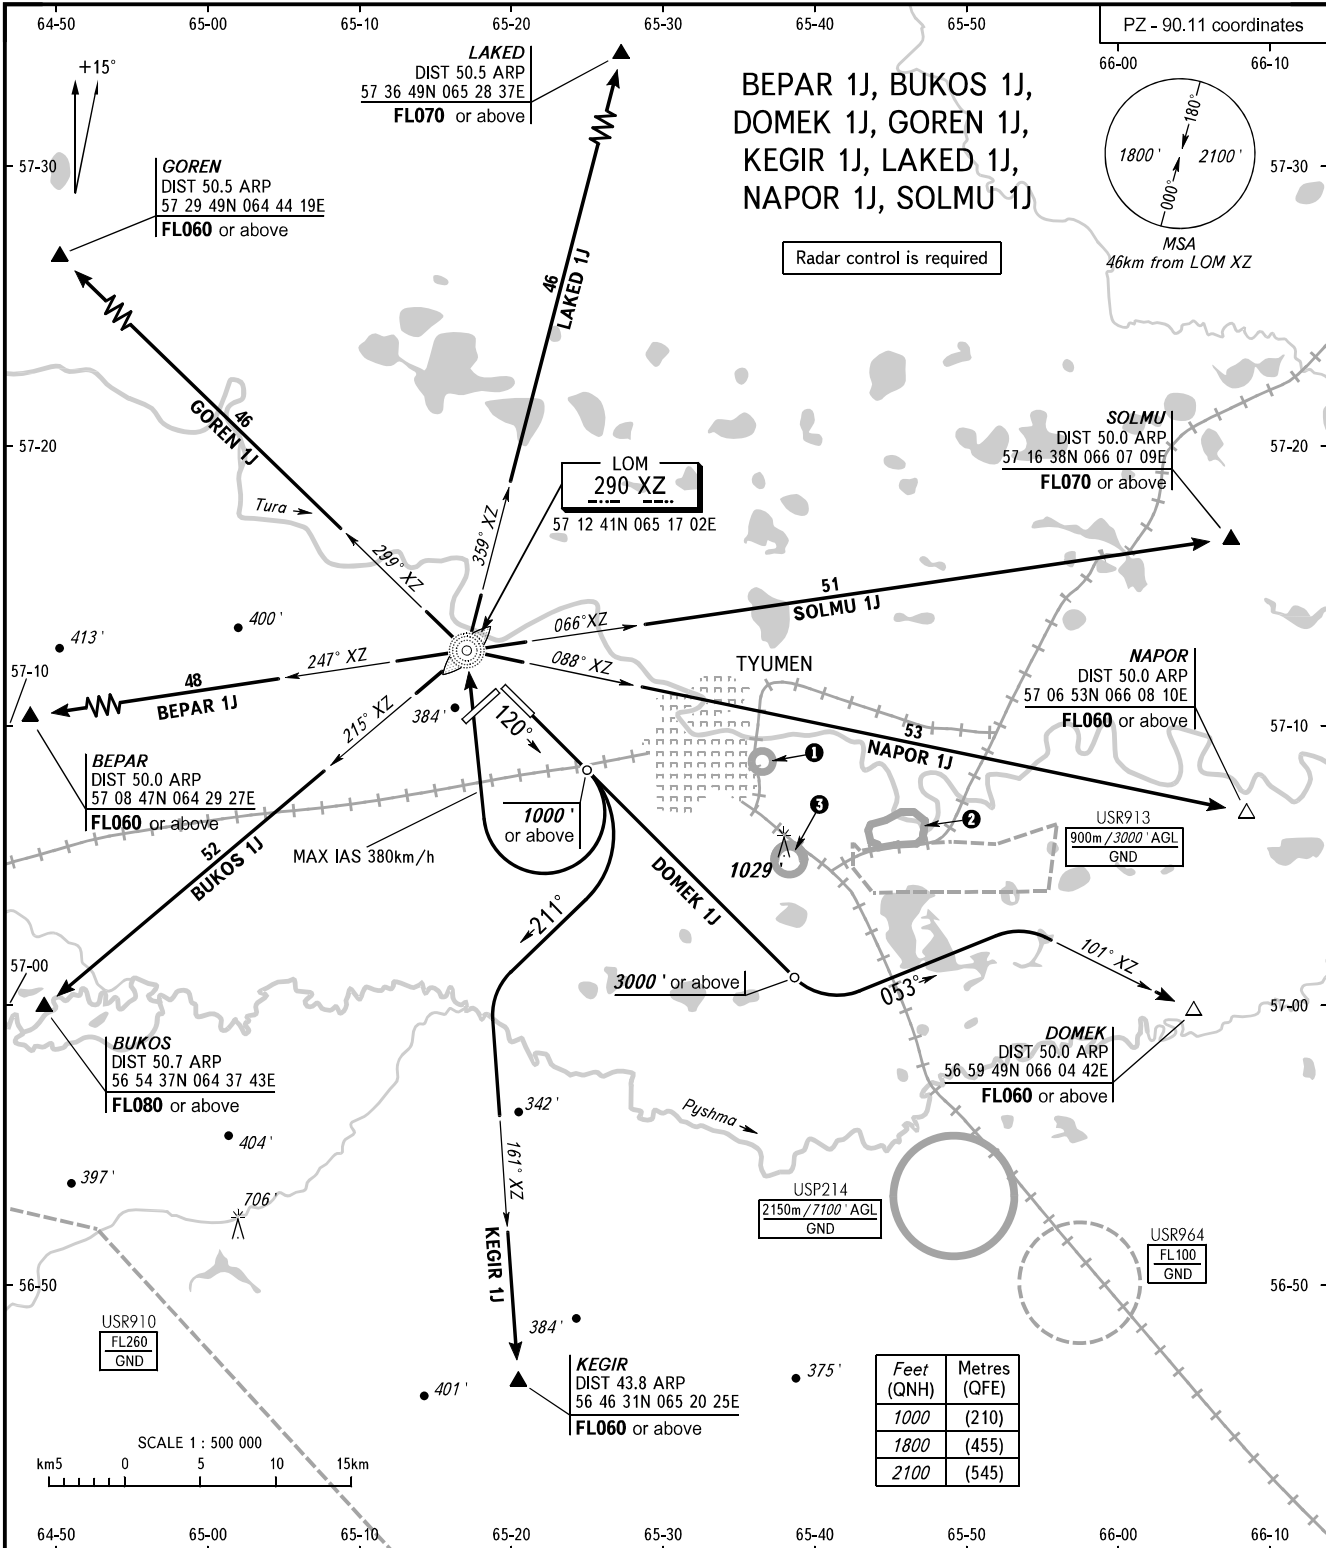 64-50
65-00
65-10
65-20
65-30
65-40
65-50
PZ - 90.11 coordinates
66-00
66-10
+15°
LAKED
DIST 50.5 ARP
57 36 49N 065 28 37E
FL070 or above
BEPAR 1J, BUKOS 1J,
DOMEK 1J, GOREN 1J,
KEGIR 1J, LAKED 1J,
NAPOR 1J, SOLMU 1J
Radar control is required
180°
1800 '
2100 '
000°
MSA
46km from LOM XZ
57-30
57-30
GOREN
DIST 50.5 ARP
57 29 49N 064 44 19E
FL060 or above
46
LAKED 1J
46
GOREN 1J
57-20
57-20
SOLMU
DIST 50.0 ARP
57 16 38N 066 07 09E
FL070 or above
LOM
290 XZ
57 12 41N 065 17 02E
Tura
359° XZ
299° XZ
51
SOLMU 1J
066° XZ
088° XZ
400 '
413 '
247° XZ
48
BEPAR 1J
215° XZ
57-10
57-10
TYUMEN
NAPOR
DIST 50.0 ARP
57 06 53N 066 08 10E
FL060 or above
384 '
120°
53
NAPOR 1J
1
2
3
BEPAR
DIST 50.0 ARP
57 08 47N 064 29 27E
FL060 or above
1000 '
or above
MAX IAS 380km/h
52
BUKOS 1J
1029 '
USR913
900m / 3000 ' AGL
GND
DOMEK 1J
211°
101° XZ
053°
3000 ' or above
57-00
57-00
BUKOS
DIST 50.7 ARP
56 54 37N 064 37 43E
FL080 or above
DOMEK
DIST 50.0 ARP
56 59 49N 066 04 42E
FL060 or above
342 '
404 '
397 '
706 '
Pyshma
161° XZ
KEGIR 1J
USP214
2150m / 7100 ' AGL
GND
USR964
FL100
GND
56-50
56-50
USR910
FL260
GND
384 '
401 '
375 '
KEGIR
DIST 43.8 ARP
56 46 31N 065 20 25E
FL060 or above
Feet Metres
(QNH) (QFE)
1000 (210)
1800 (455)
2100 (545)
SCALE 1 : 500 000
km5 0 5 10 15km
64-50
65-00
65-10
65-20
65-30
65-40
65-50
66-00
66-10